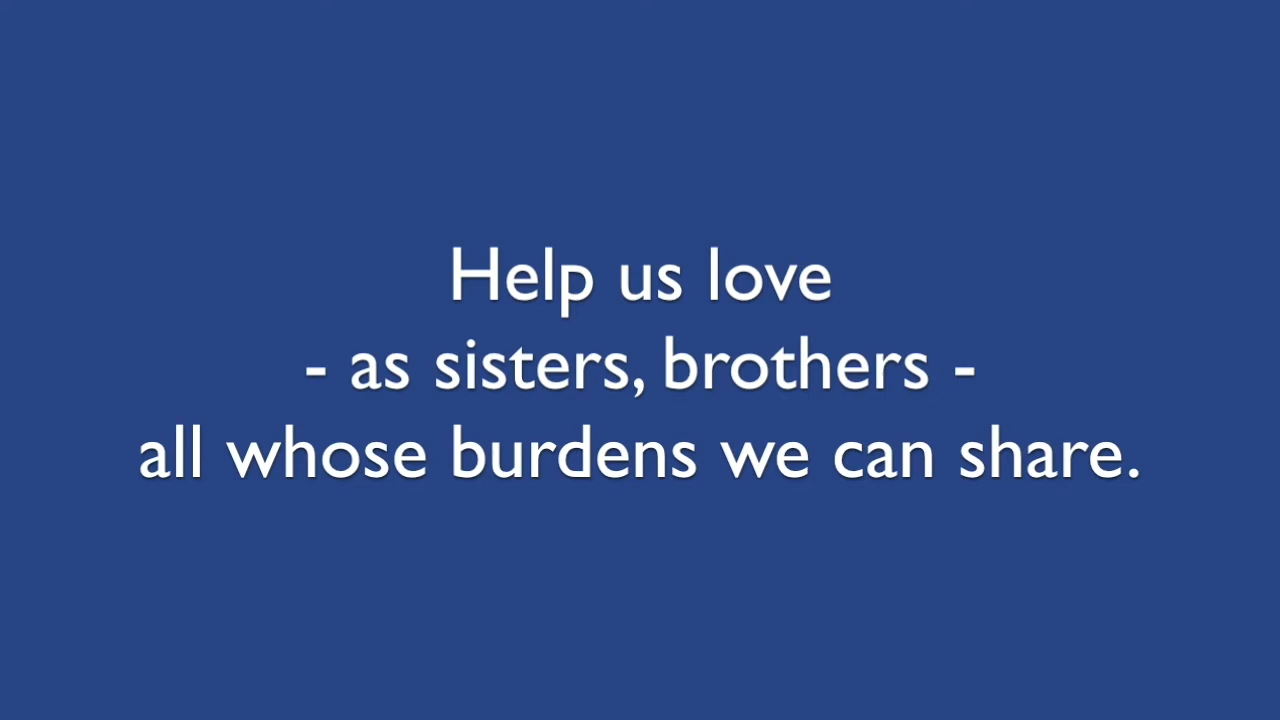 Help us love
- as sisters, brothers -
all whose burdens we can share.